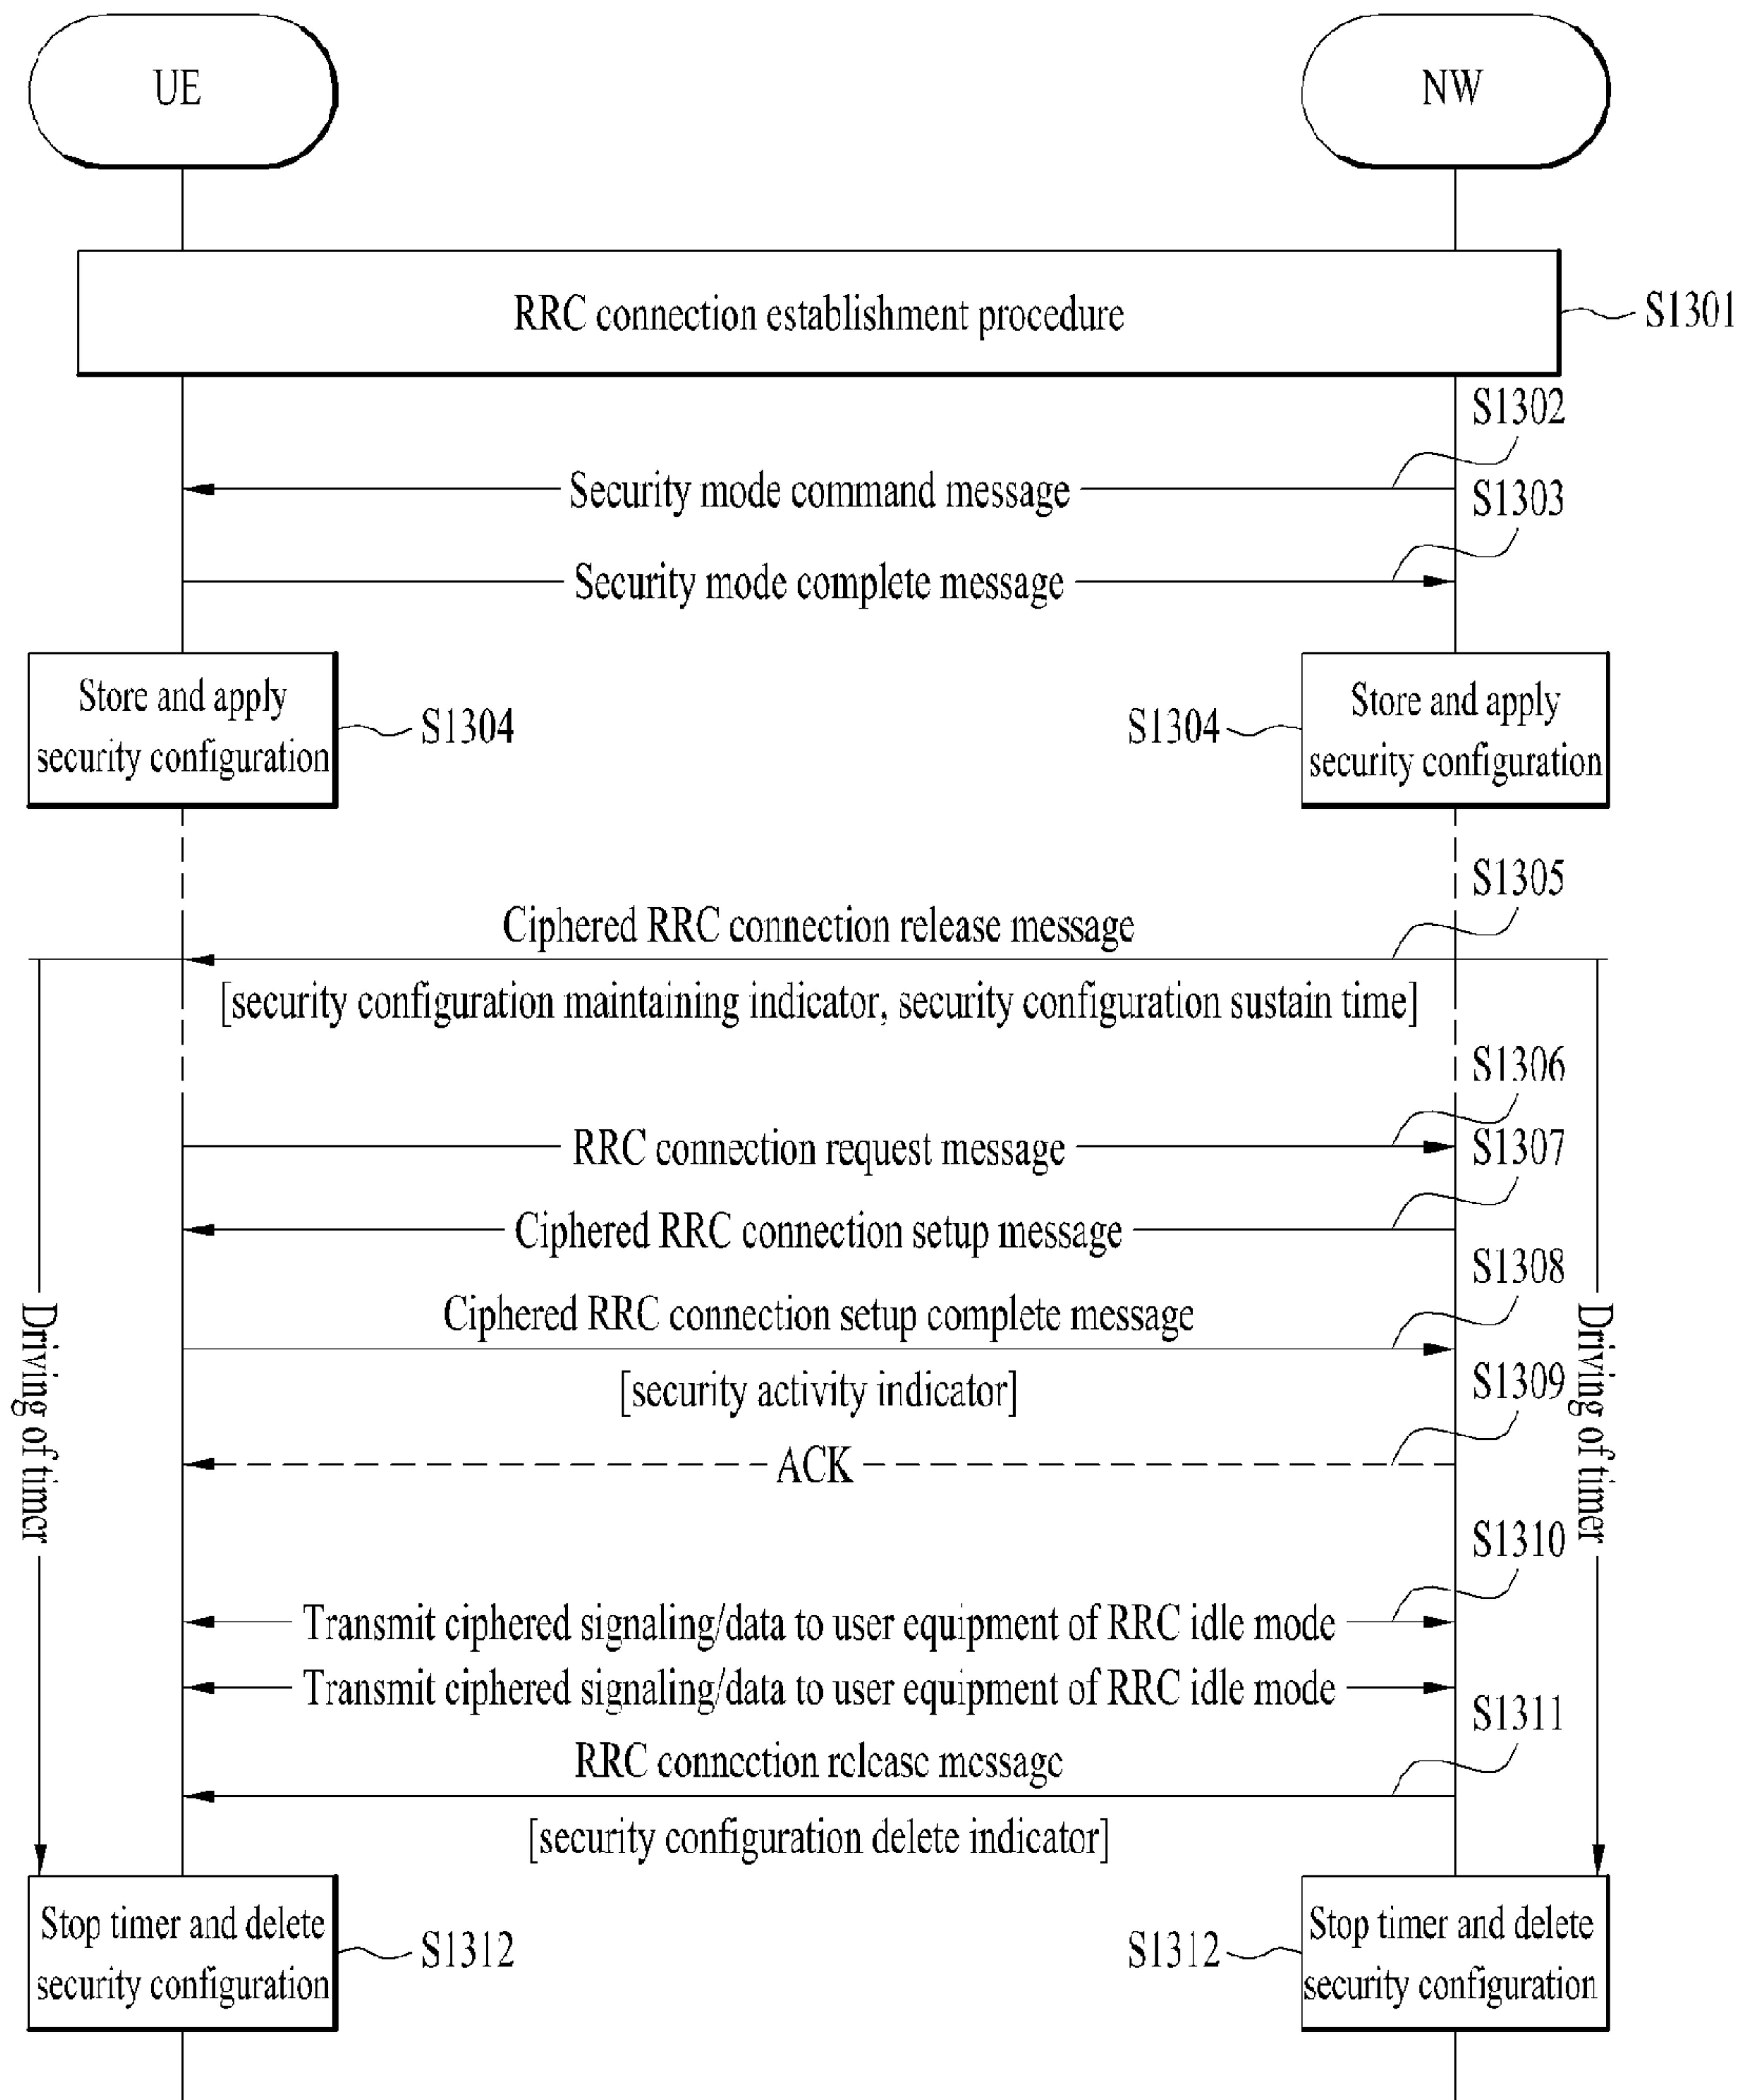 UE
NW
RRC connection establishment procedure
S1301
S1302
Security mode command message
S1303
Security mode complete message
Store and apply
security configuration
S1304
S1304
Store and apply
security configuration
S1305
Ciphered RRC connection release message
[security configuration maintaining indicator, security configuration sustain time]
S1306
RRC connection request message
S1307
Ciphered RRC connection setup message
S1308
Ciphered RRC connection setup complete message
[security activity indicator]
S1309
ACK
Driving of timer
Driving of timer
S1310
Transmit ciphered signaling/data to user equipment of RRC idle mode
Transmit ciphered signaling/data to user equipment of RRC idle mode
S1311
RRC connection release message
[security configuration delete indicator]
Stop timer and delete
security configuration
S1312
S1312
Stop timer and delete
security configuration